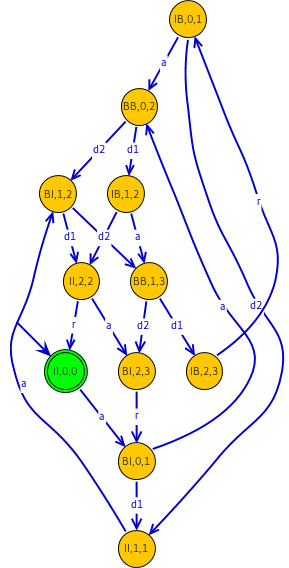 IB,0,1
a
BB,0,2
d2 d1
BI,1,2 IB,1,2
r
d1 d2 a
II,2,2 BB,1,3
r a d2 d1 a d2
II,0,0 BI,2,3 IB,2,3
a
a r
BI,0,1
d1
II,1,1